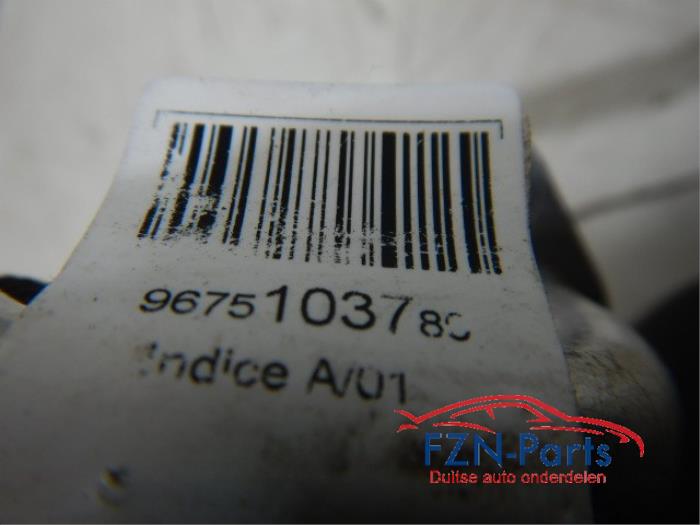 9675103780
Indice A/01
FZN-Parts
Duitse auto onderdelen